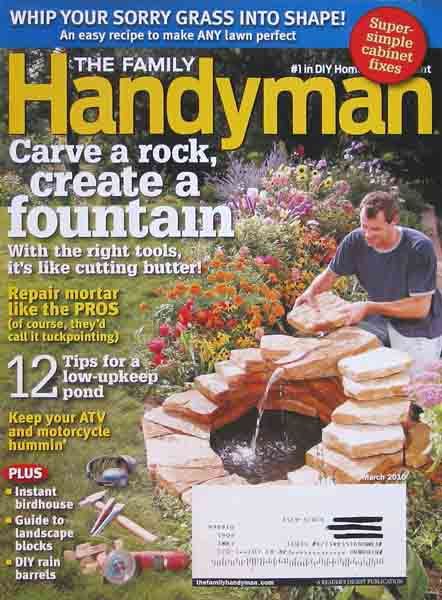 WHIP YOUR SORRY GRASS INTO SHAPE!
An easy recipe to make ANY lawn perfect
Super-
simple
cabinet
fixes
THE FAMILY
#1 in DIY Home
Handyman
Carve a rock,
create a
fountain
With the right tools,
it's like cutting butter!
Repair mortar
like the PROS
(of course, they'd
call it tuckpointing)
12 Tips for a
low-upkeep
pond
Keep your ATV
and motorcycle
hummin'
PLUS
• Instant
birdhouse
• Guide to
landscape
blocks
• DIY rain
barrels
March 2010
thefamilyhandyman.com
A READER'S DIGEST PUBLICATION